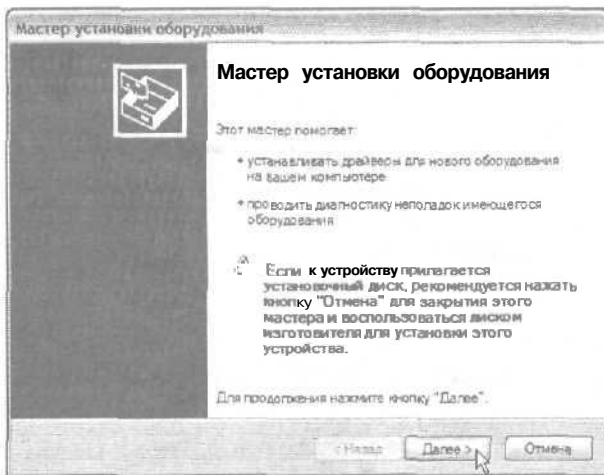 Мастер установки оборудования
Мастер установки оборудования
Этот мастер помогает:
• устанавливать драйверы для нового оборудования
на вашем компьютере
• проводить диагностику неполадок имеющегося
оборудования
Если к устройству прилагается
установочный диск, рекомендуется нажать
кнопку "Отмена" для закрытия этого
мастера и воспользоваться диском
изготовителя для установки этого
устройства.
Для продолжения нажмите кнопку "Далее".
< Назад
Далее >
Отмена